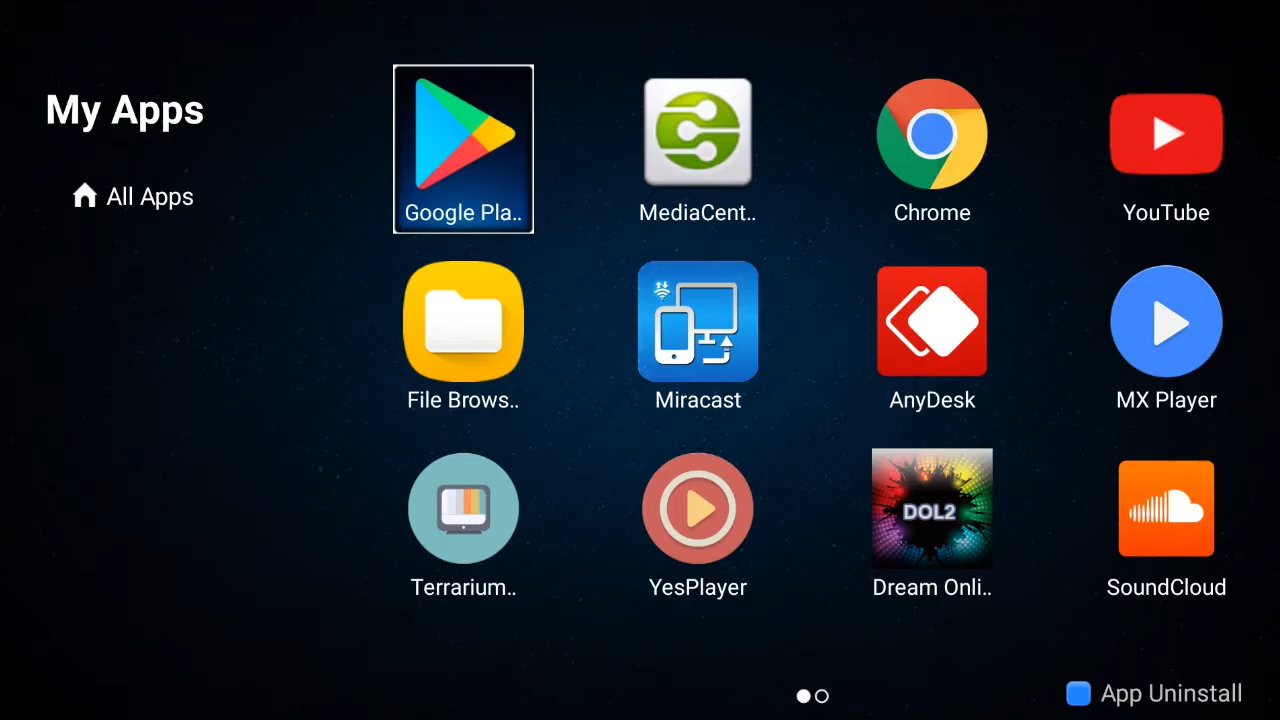 My Apps
All Apps
Google Pla..
MediaCent..
Chrome
YouTube
File Brows..
Miracast
AnyDesk
MX Player
DOL2
Terrarium..
YesPlayer
Dream Onli..
SoundCloud
App Uninstall